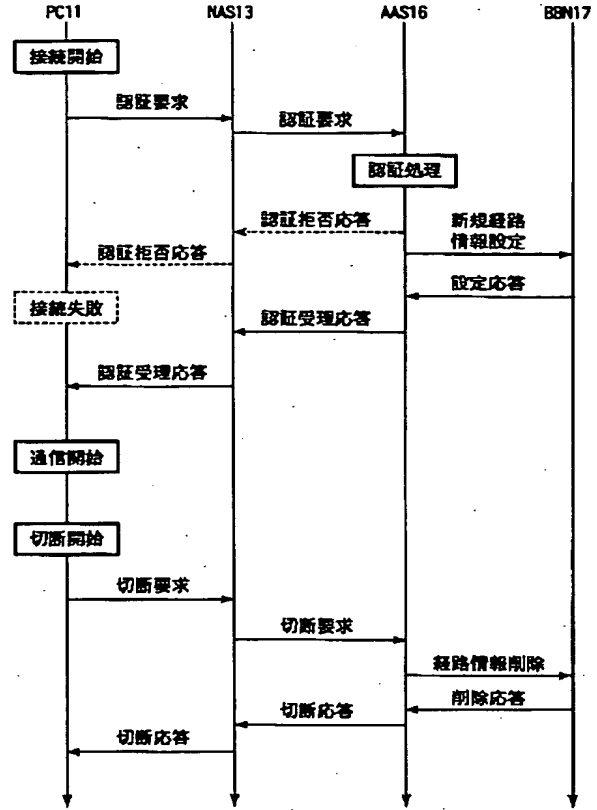 PC11 NAS13 AAS16 BBN17
接続開始
認証要求
認証要求
認証処理
認証拒否応答
新規経路
情報設定
認証拒否応答
設定応答
接続失敗
認証受理応答
認証受理応答
通信開始
切断開始
切断要求
切断要求
経路情報削除
削除応答
切断応答
切断応答